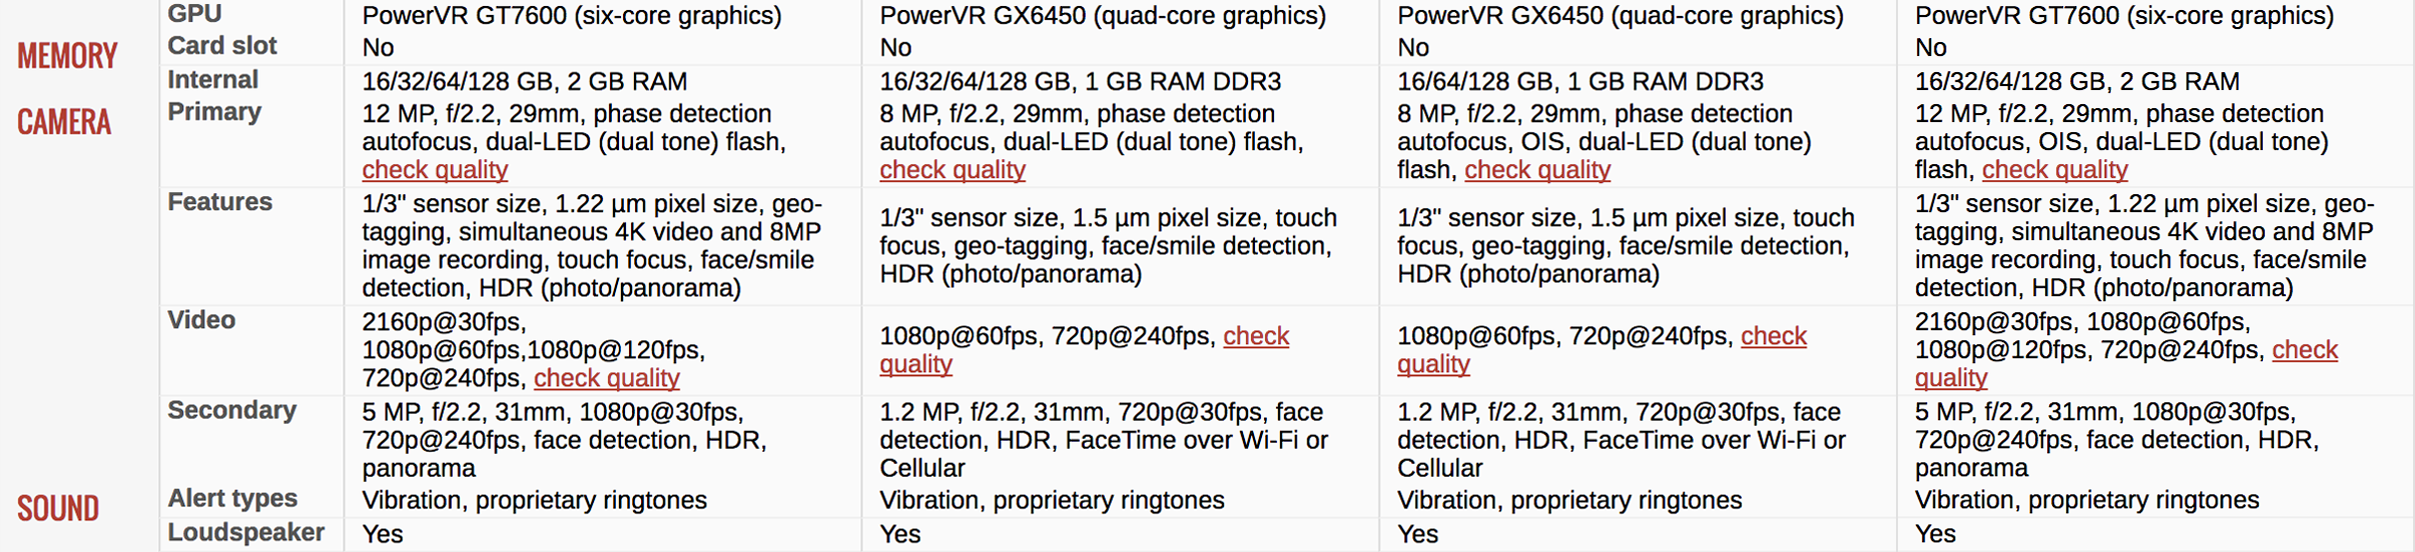 GPU
PowerVR GT7600 (six-core graphics)
PowerVR GX6450 (quad-core graphics)
PowerVR GX6450 (quad-core graphics)
PowerVR GT7600 (six-core graphics)
MEMORY
Card slot
No
No
No
No
Internal
16/32/64/128 GB, 2 GB RAM
16/32/64/128 GB, 1 GB RAM DDR3
16/64/128 GB, 1 GB RAM DDR3
16/32/64/128 GB, 2 GB RAM
CAMERA
Primary
12 MP, f/2.2, 29mm, phase detection
autofocus, dual-LED (dual tone) flash,
check quality
8 MP, f/2.2, 29mm, phase detection
autofocus, dual-LED (dual tone) flash,
check quality
8 MP, f/2.2, 29mm, phase detection
autofocus, OIS, dual-LED (dual tone)
flash, check quality
12 MP, f/2.2, 29mm, phase detection
autofocus, OIS, dual-LED (dual tone)
flash, check quality
Features
1/3" sensor size, 1.22 µm pixel size, geo-
tagging, simultaneous 4K video and 8MP
image recording, touch focus, face/smile
detection, HDR (photo/panorama)
1/3" sensor size, 1.5 µm pixel size, touch
focus, geo-tagging, face/smile detection,
HDR (photo/panorama)
1/3" sensor size, 1.5 µm pixel size, touch
focus, geo-tagging, face/smile detection,
HDR (photo/panorama)
1/3" sensor size, 1.22 µm pixel size, geo-
tagging, simultaneous 4K video and 8MP
image recording, touch focus, face/smile
detection, HDR (photo/panorama)
Video
2160p@30fps,
1080p@60fps,1080p@120fps,
720p@240fps, check quality
1080p@60fps, 720p@240fps, check
quality
1080p@60fps, 720p@240fps, check
quality
2160p@30fps, 1080p@60fps,
1080p@120fps, 720p@240fps, check
quality
Secondary
5 MP, f/2.2, 31mm, 1080p@30fps,
720p@240fps, face detection, HDR,
panorama
1.2 MP, f/2.2, 31mm, 720p@30fps, face
detection, HDR, FaceTime over Wi-Fi or
Cellular
1.2 MP, f/2.2, 31mm, 720p@30fps, face
detection, HDR, FaceTime over Wi-Fi or
Cellular
5 MP, f/2.2, 31mm, 1080p@30fps,
720p@240fps, face detection, HDR,
panorama
SOUND
Alert types
Vibration, proprietary ringtones
Vibration, proprietary ringtones
Vibration, proprietary ringtones
Vibration, proprietary ringtones
Loudspeaker
Yes
Yes
Yes
Yes